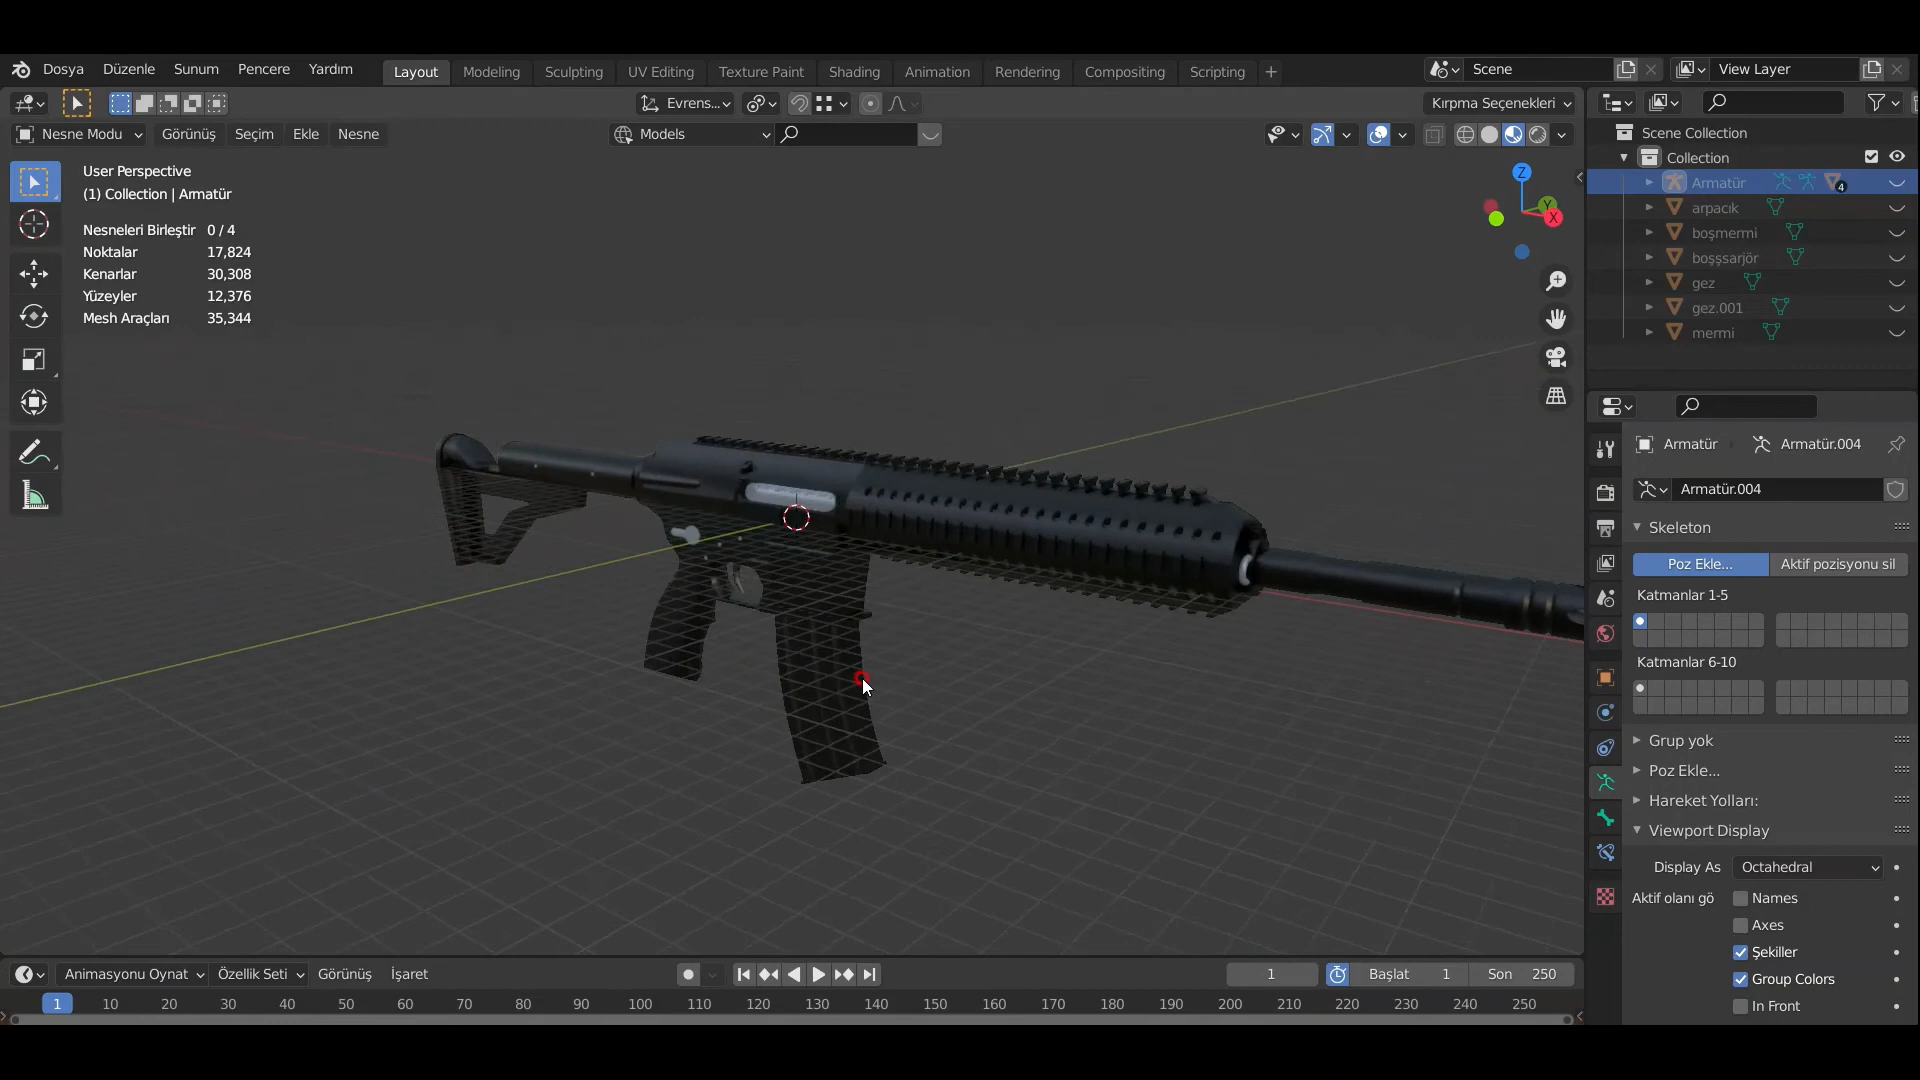 Dosya Düzenle Sunum Pencere Yardım Layout Modeling Sculpting UV Editing Texture Paint Shading Animation Rendering Compositing Scripting + Scene View Layer
Evrens... Kırpma Seçenekleri
Nesne Modu Görünüş Seçim Ekle Nesne Models
User Perspective
(1) Collection | Armatür
Nesneleri Birleştir 0 / 4
Noktalar 17,824
Kenarlar 30,308
Yüzeyler 12,376
Mesh Araçları 35,344
Z
Y
X
Scene Collection
Collection
Armatür 4
arpacık
boşmermi
boşşsarjör
gez
gez.001
mermi
Armatür Armatür.004
Armatür.004
Skeleton
Poz Ekle... Aktif pozisyonu sil
Katmanlar 1-5
Katmanlar 6-10
Grup yok
Poz Ekle...
Hareket Yolları:
Viewport Display
Display As Octahedral
Aktif olanı gö Names
Axes
Şekiller
Group Colors
In Front
Animasyonu Oynat Özellik Seti Görünüş İşaret 1 Başlat 1 Son 250
1 10 20 30 40 50 60 70 80 90 100 110 120 130 140 150 160 170 180 190 200 210 220 230 240 250